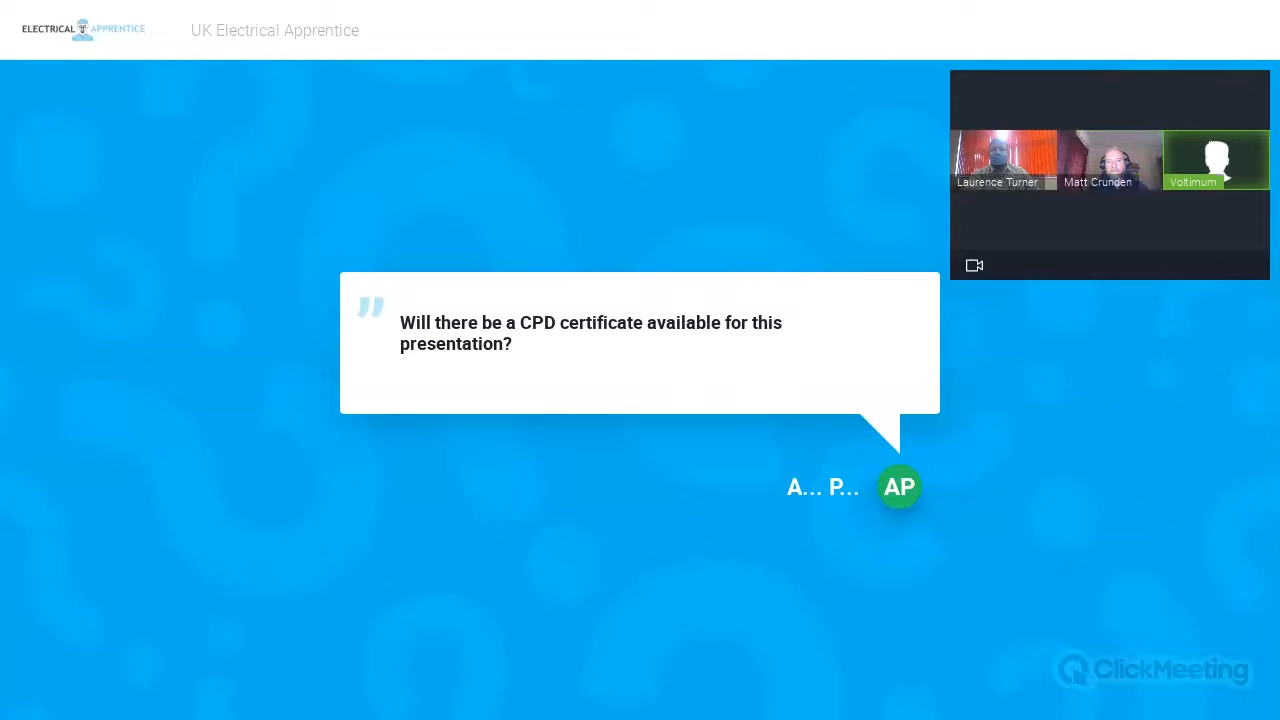 ELECTRICAL APPRENTICE
UK Electrical Apprentice
Laurence Turner
Matt Crunden
Voltimum
Will there be a CPD certificate available for this
presentation?
A... P...
AP
ClickMeeting